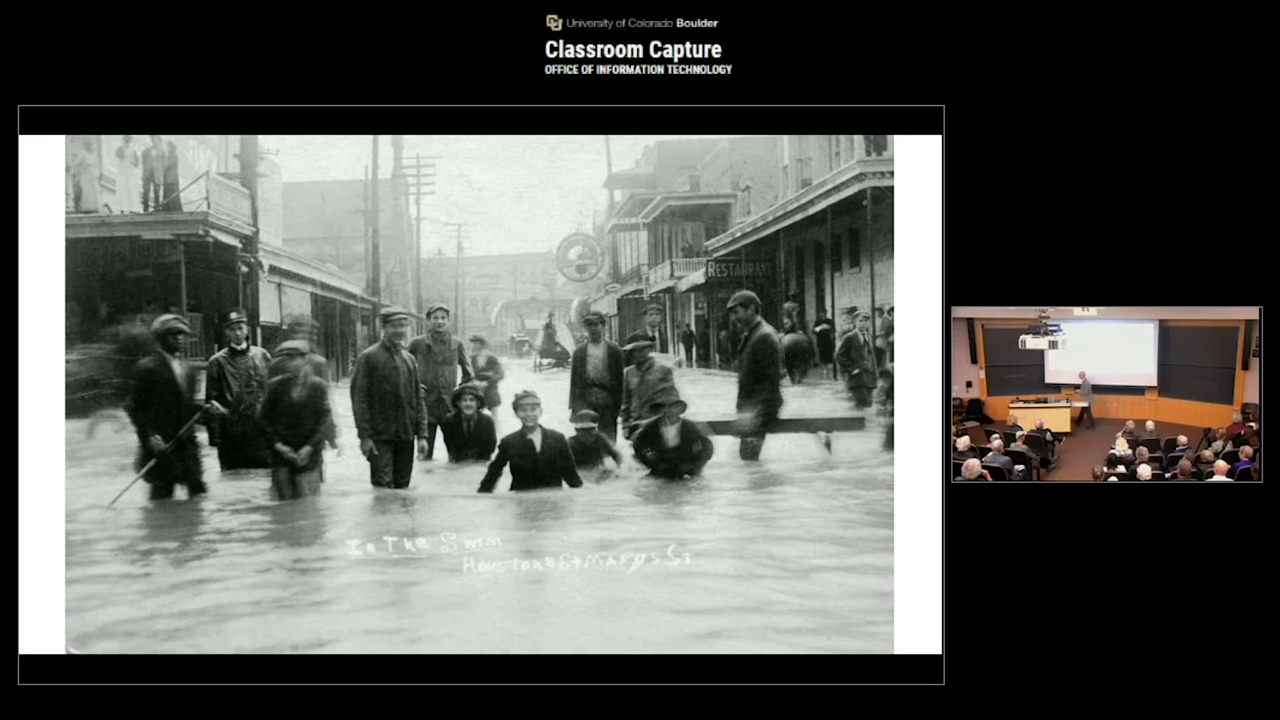 University of Colorado Boulder
Classroom Capture
OFFICE OF INFORMATION TECHNOLOGY
RESTAURANT
In The Swim
Houston & St Marys St